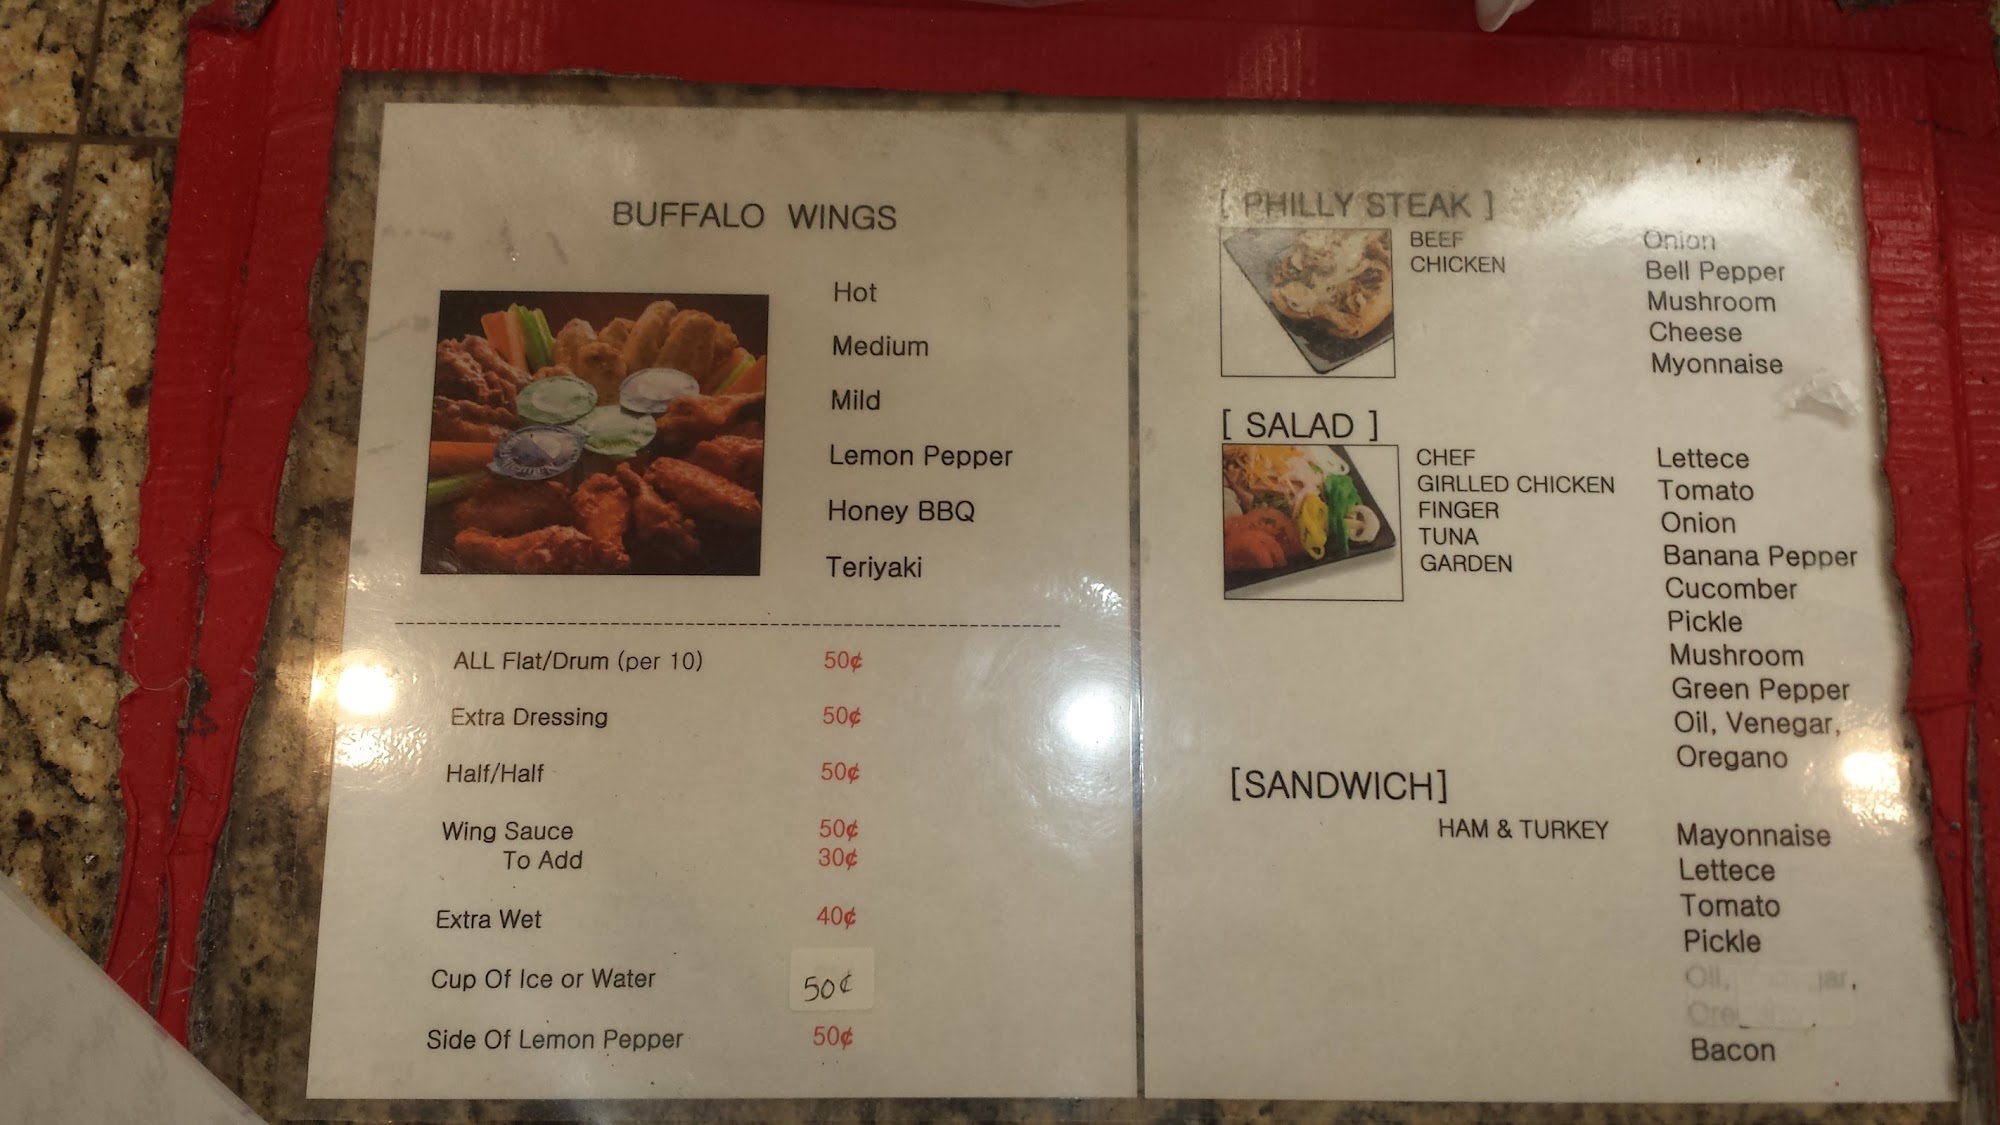 BUFFALO WINGS
Hot
Medium
Mild
Lemon Pepper
Honey BBQ
Teriyaki
ALL Flat/Drum (per 10) 50¢
Extra Dressing 50¢
Half/Half 50¢
Wing Sauce 50¢
To Add 30¢
Extra Wet 40¢
Cup Of Ice or Water 50¢
Side Of Lemon Pepper 50¢
[ PHILLY STEAK ]
BEEF
CHICKEN
Onion
Bell Pepper
Mushroom
Cheese
Myonnaise
[ SALAD ]
CHEF
GIRLLED CHICKEN
FINGER
TUNA
GARDEN
Lettece
Tomato
Onion
Banana Pepper
Cucomber
Pickle
Mushroom
Green Pepper
Oil, Venegar,
Oregano
[SANDWICH]
HAM & TURKEY
Mayonnaise
Lettece
Tomato
Pickle
Oil,
Bacon